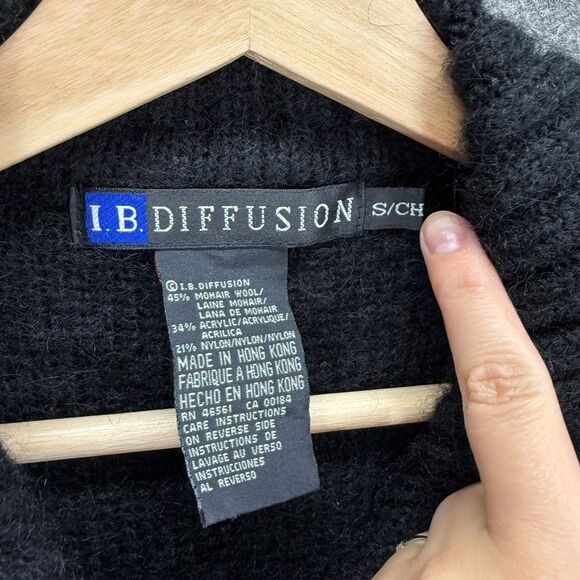 I.B. DIFFUSION S/CH
© I.B.DIFFUSION
45% MOHAIR WOOL/
LAINE MOHAIR/
LANA DE MOHAIR
34% ACRYLIC/ACRYLIQUE/
ACRILICA
21% NYLON/NYLON/NYLON
MADE IN HONG KONG
FABRIQUE A HONG KONG
HECHO EN HONG KONG
RN 46561 CA 00184
CARE INSTRUCTIONS
ON REVERSE SIDE
INSTRUCTIONS DE
LAVAGE AU VERSO
INSTRUCCIONES
AL REVERSO